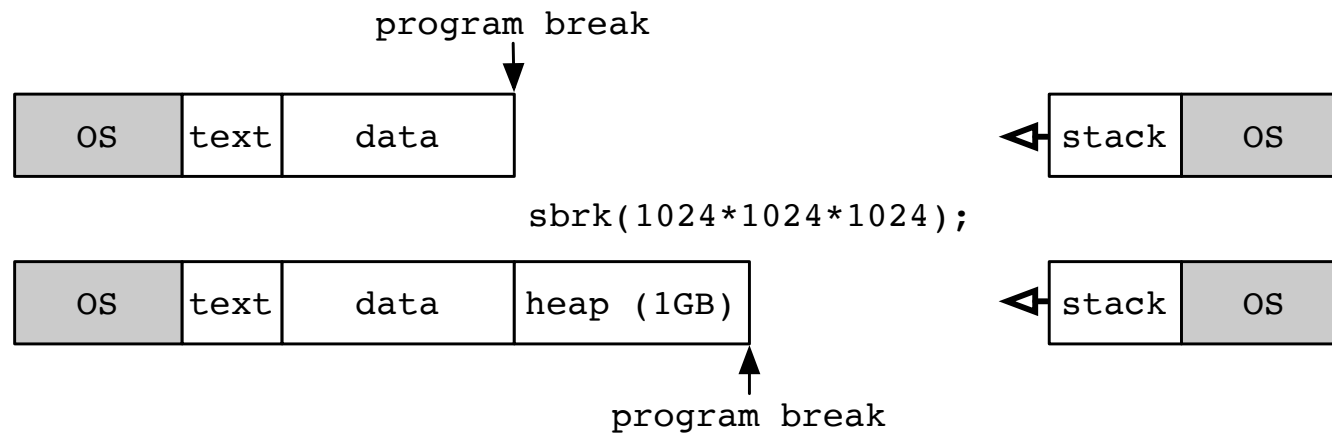 program break
OS text data stack OS
sbrk(1024*1024*1024);
OS text data heap (1GB) stack OS
program break